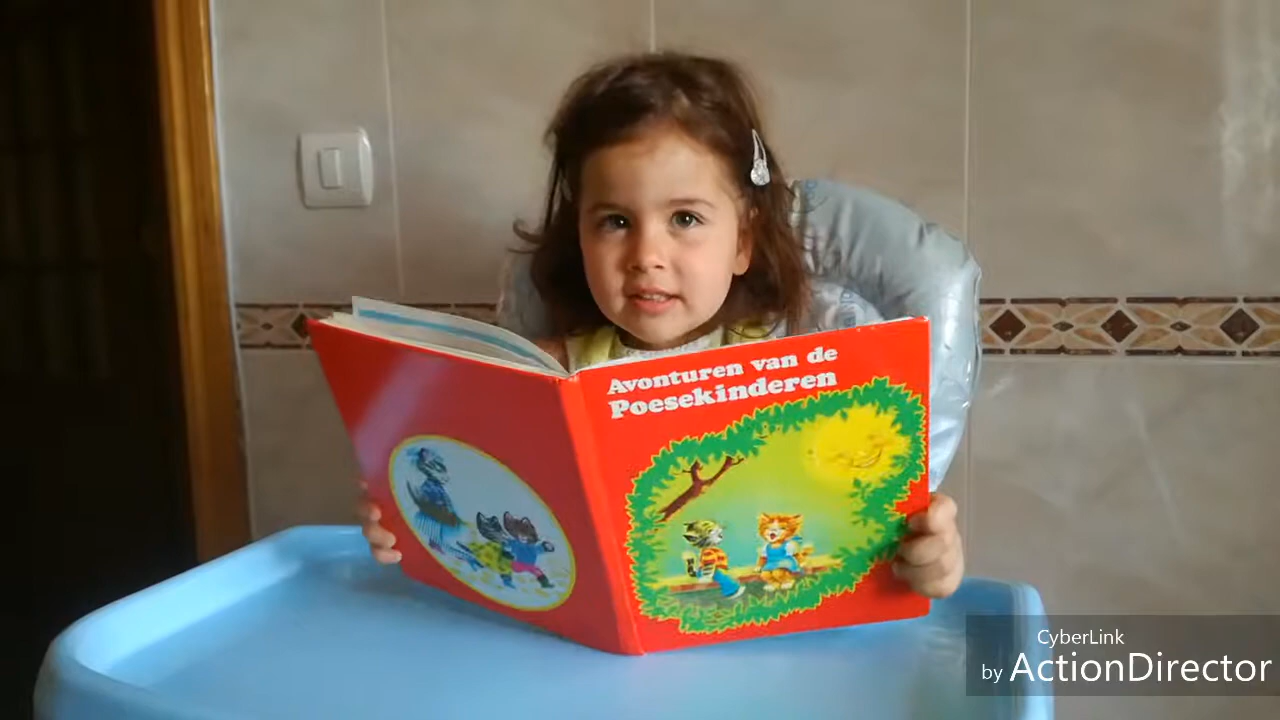 Avonturen van de
Poesekinderen
CyberLink
by ActionDirector